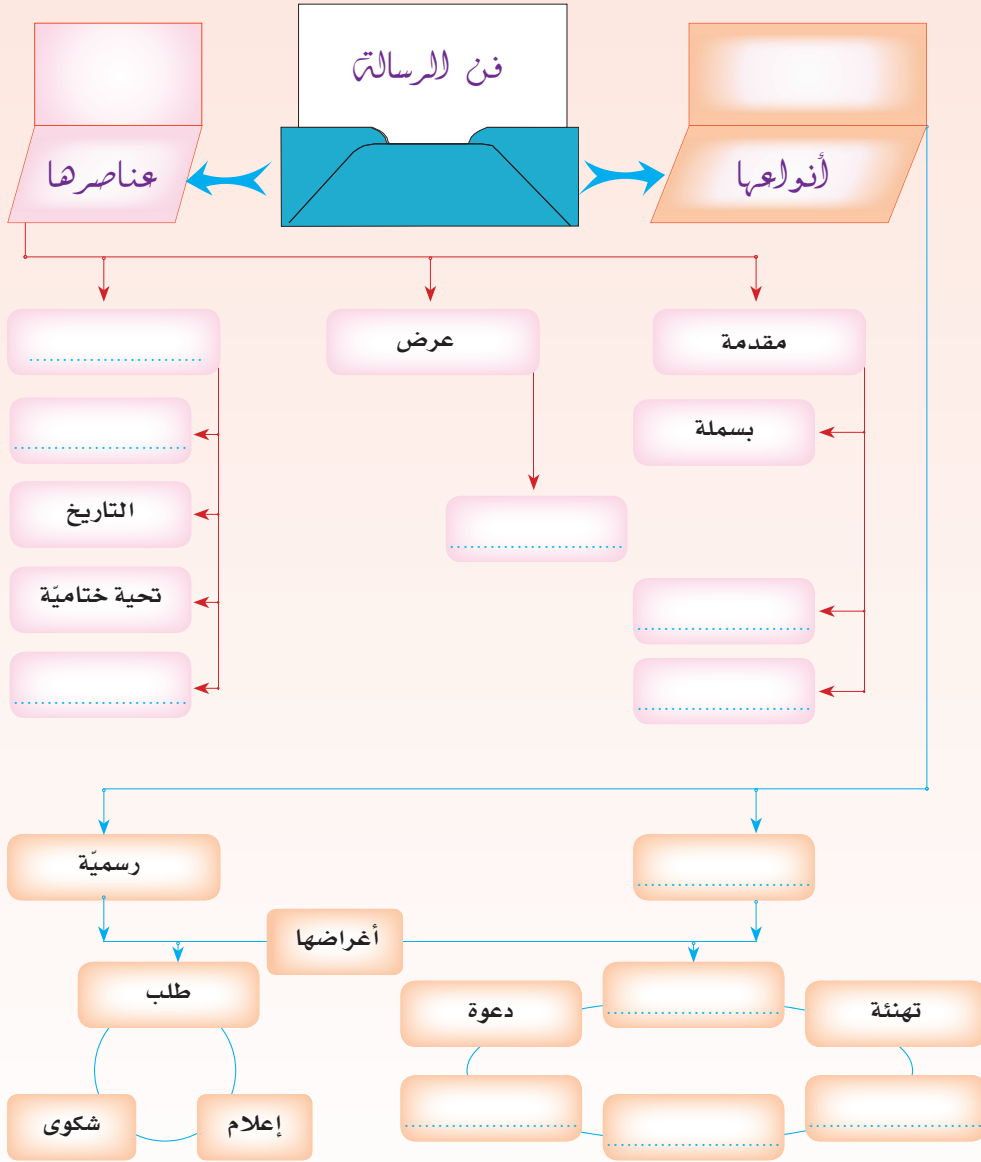 فن الرسالة
أنواعها
عناصرها
مقدمة
عرض
بسملة
التاريخ
تحية ختاميّة
رسميّة
أغراضها
طلب
دعوة
تهنئة
شكوى
إعلام